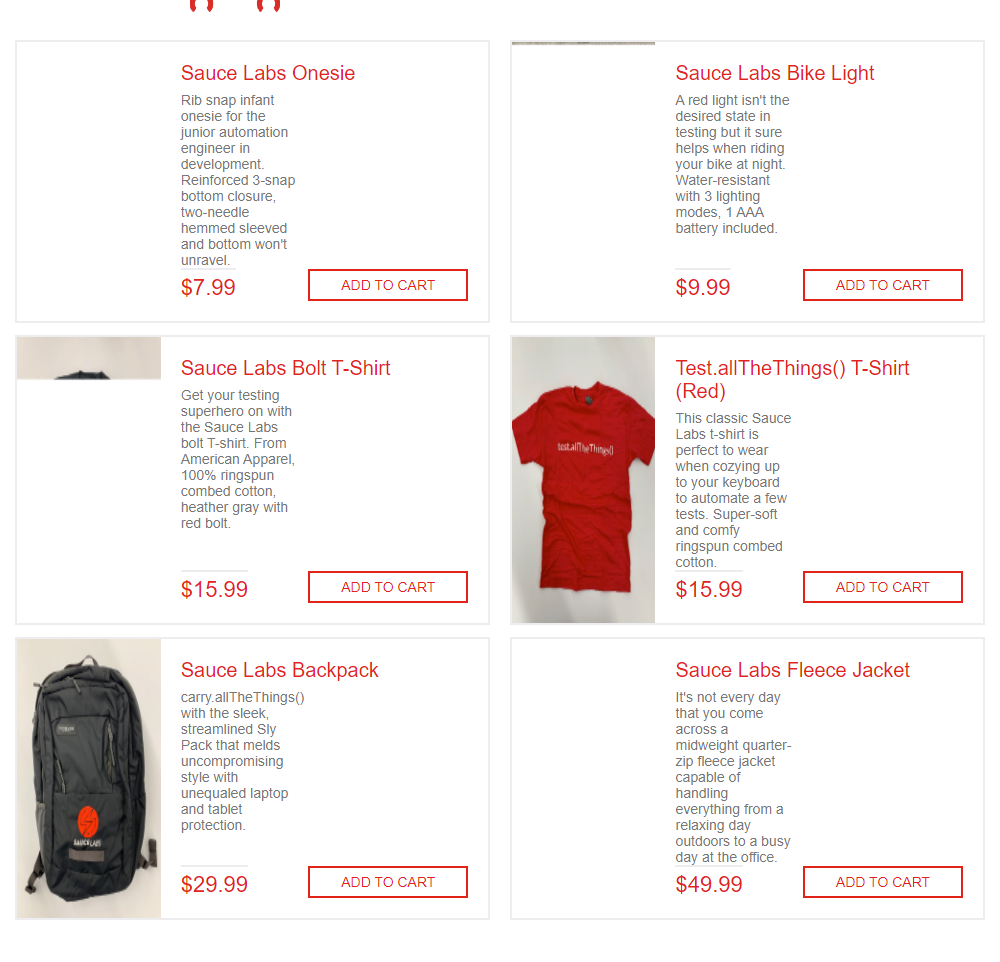 Sauce Labs Onesie
Rib snap infant
onesie for the
junior automation
engineer in
development.
Reinforced 3-snap
bottom closure,
two-needle
hemmed sleeved
and bottom won't
unravel.
$7.99
ADD TO CART
Sauce Labs Bike Light
A red light isn't the
desired state in
testing but it sure
helps when riding
your bike at night.
Water-resistant
with 3 lighting
modes, 1 AAA
battery included.
$9.99
ADD TO CART
Sauce Labs Bolt T-Shirt
Get your testing
superhero on with
the Sauce Labs
bolt T-shirt. From
American Apparel,
100% ringspun
combed cotton,
heather gray with
red bolt.
$15.99
ADD TO CART
test.allTheThings()
Test.allTheThings() T-Shirt
(Red)
This classic Sauce
Labs t-shirt is
perfect to wear
when cozying up
to your keyboard
to automate a few
tests. Super-soft
and comfy
ringspun combed
cotton.
$15.99
ADD TO CART
SAUCE LABS
Sauce Labs Backpack
carry.allTheThings()
with the sleek,
streamlined Sly
Pack that melds
uncompromising
style with
unequaled laptop
and tablet
protection.
$29.99
ADD TO CART
Sauce Labs Fleece Jacket
It's not every day
that you come
across a
midweight quarter-
zip fleece jacket
capable of
handling
everything from a
relaxing day
outdoors to a busy
day at the office.
$49.99
ADD TO CART